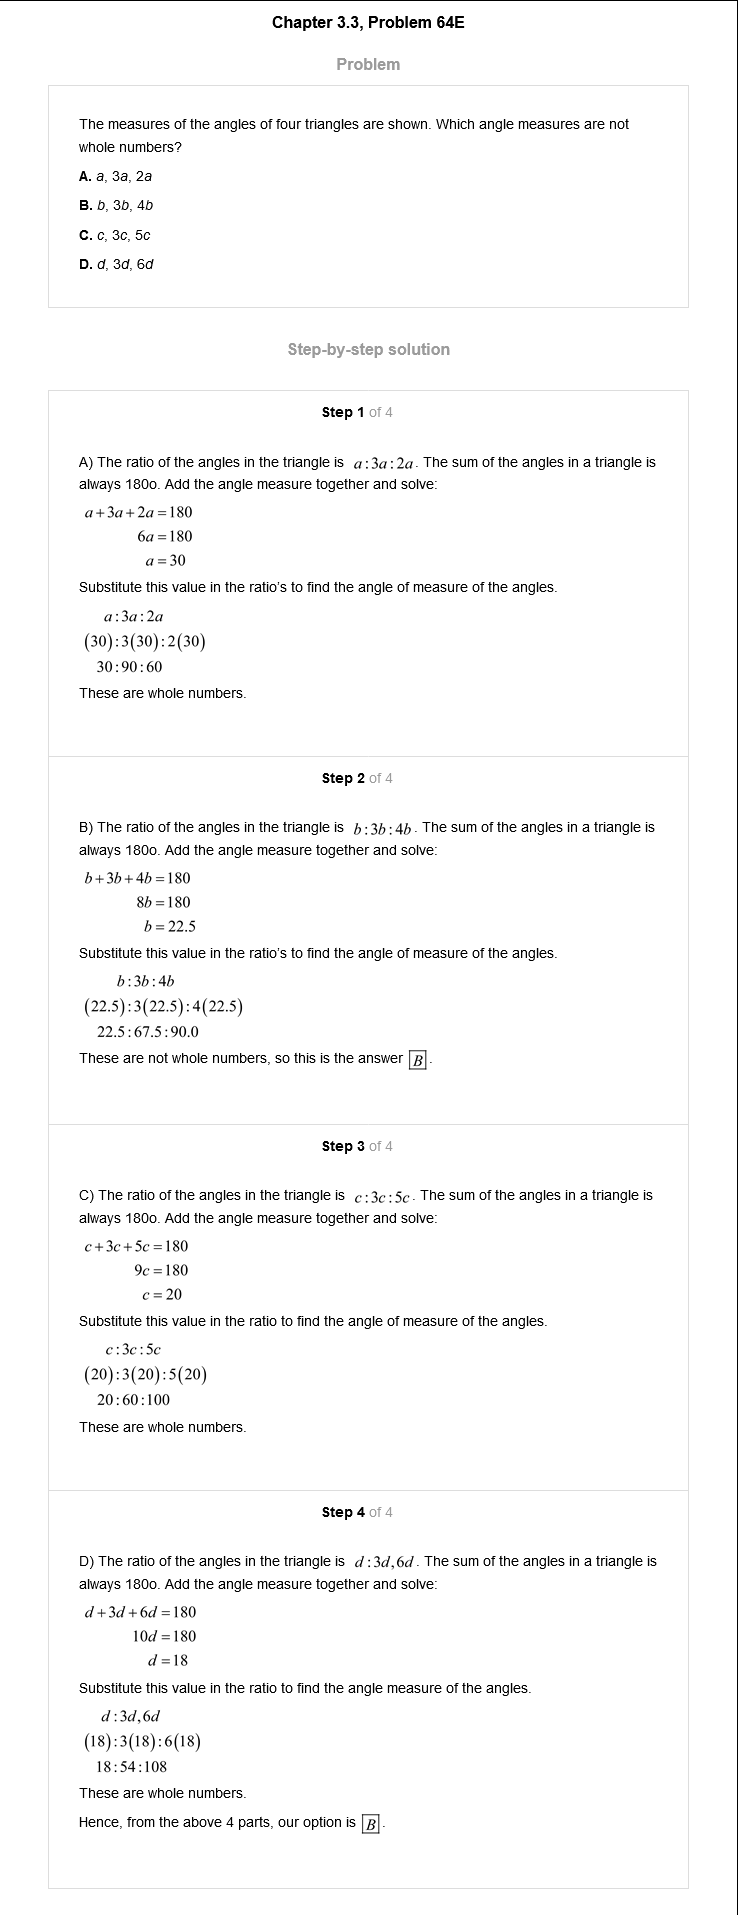 Chapter 3.3, Problem 64E
Problem
The measures of the angles of four triangles are shown. Which angle measures are not
whole numbers?
A. a, 3a, 2a
B. b, 3b, 4b
C. c, 3c, 5c
D. d, 3d, 6d
Step-by-step solution
Step 1 of 4
A) The ratio of the angles in the triangle is a:3a:2a. The sum of the angles in a triangle is
always 180o. Add the angle measure together and solve:
a+3a+2a=180
6a=180
a=30
Substitute this value in the ratio's to find the angle of measure of the angles.
a:3a:2a
(30):3(30):2(30)
30:90:60
These are whole numbers.
Step 2 of 4
B) The ratio of the angles in the triangle is b:3b:4b. The sum of the angles in a triangle is
always 180o. Add the angle measure together and solve:
b+3b+4b=180
8b=180
b=22.5
Substitute this value in the ratio's to find the angle of measure of the angles.
b:3b:4b
(22.5):3(22.5):4(22.5)
22.5:67.5:90.0
These are not whole numbers, so this is the answer B.
Step 3 of 4
C) The ratio of the angles in the triangle is c:3c:5c. The sum of the angles in a triangle is
always 180o. Add the angle measure together and solve:
c+3c+5c=180
9c=180
c=20
Substitute this value in the ratio to find the angle of measure of the angles.
c:3c:5c
(20):3(20):5(20)
20:60:100
These are whole numbers.
Step 4 of 4
D) The ratio of the angles in the triangle is d:3d,6d. The sum of the angles in a triangle is
always 180o. Add the angle measure together and solve:
d+3d+6d=180
10d=180
d=18
Substitute this value in the ratio to find the angle measure of the angles.
d:3d,6d
(18):3(18):6(18)
18:54:108
These are whole numbers.
Hence, from the above 4 parts, our option is B.